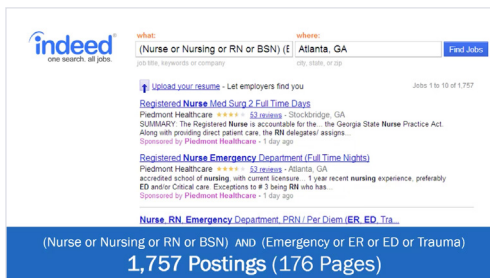 what:
where:
indeed
one search. all jobs.
(Nurse or Nursing or RN or BSN) (E
Atlanta, GA
Find Jobs
job title, keywords or company
city, state, or zip
Upload your resume - Let employers find you
Jobs 1 to 10 of 1,757
Registered Nurse Med Surg 2 Full Time Days
Piedmont Healthcare 53 reviews - Stockbridge, GA
SUMMARY: The Registered Nurse is accountable for the... the Georgia State Nurse Practice Act.
Along with providing direct patient care, the RN delegates/ assigns...
Sponsored by Piedmont Healthcare - 1 day ago
Registered Nurse Emergency Department (Full Time Nights)
Piedmont Healthcare 53 reviews - Atlanta, GA
accredited school of nursing, with current licensure... 1 year recent nursing experience, preferably
ED and/or Critical care. Exceptions to # 3 being RN who has...
Sponsored by Piedmont Healthcare - 1 day ago
Nurse, RN, Emergency Department, PRN / Per Diem (ER, ED, Tra...
(Nurse or Nursing or RN or BSN) AND (Emergency or ER or ED or Trauma)
1,757 Postings (176 Pages)